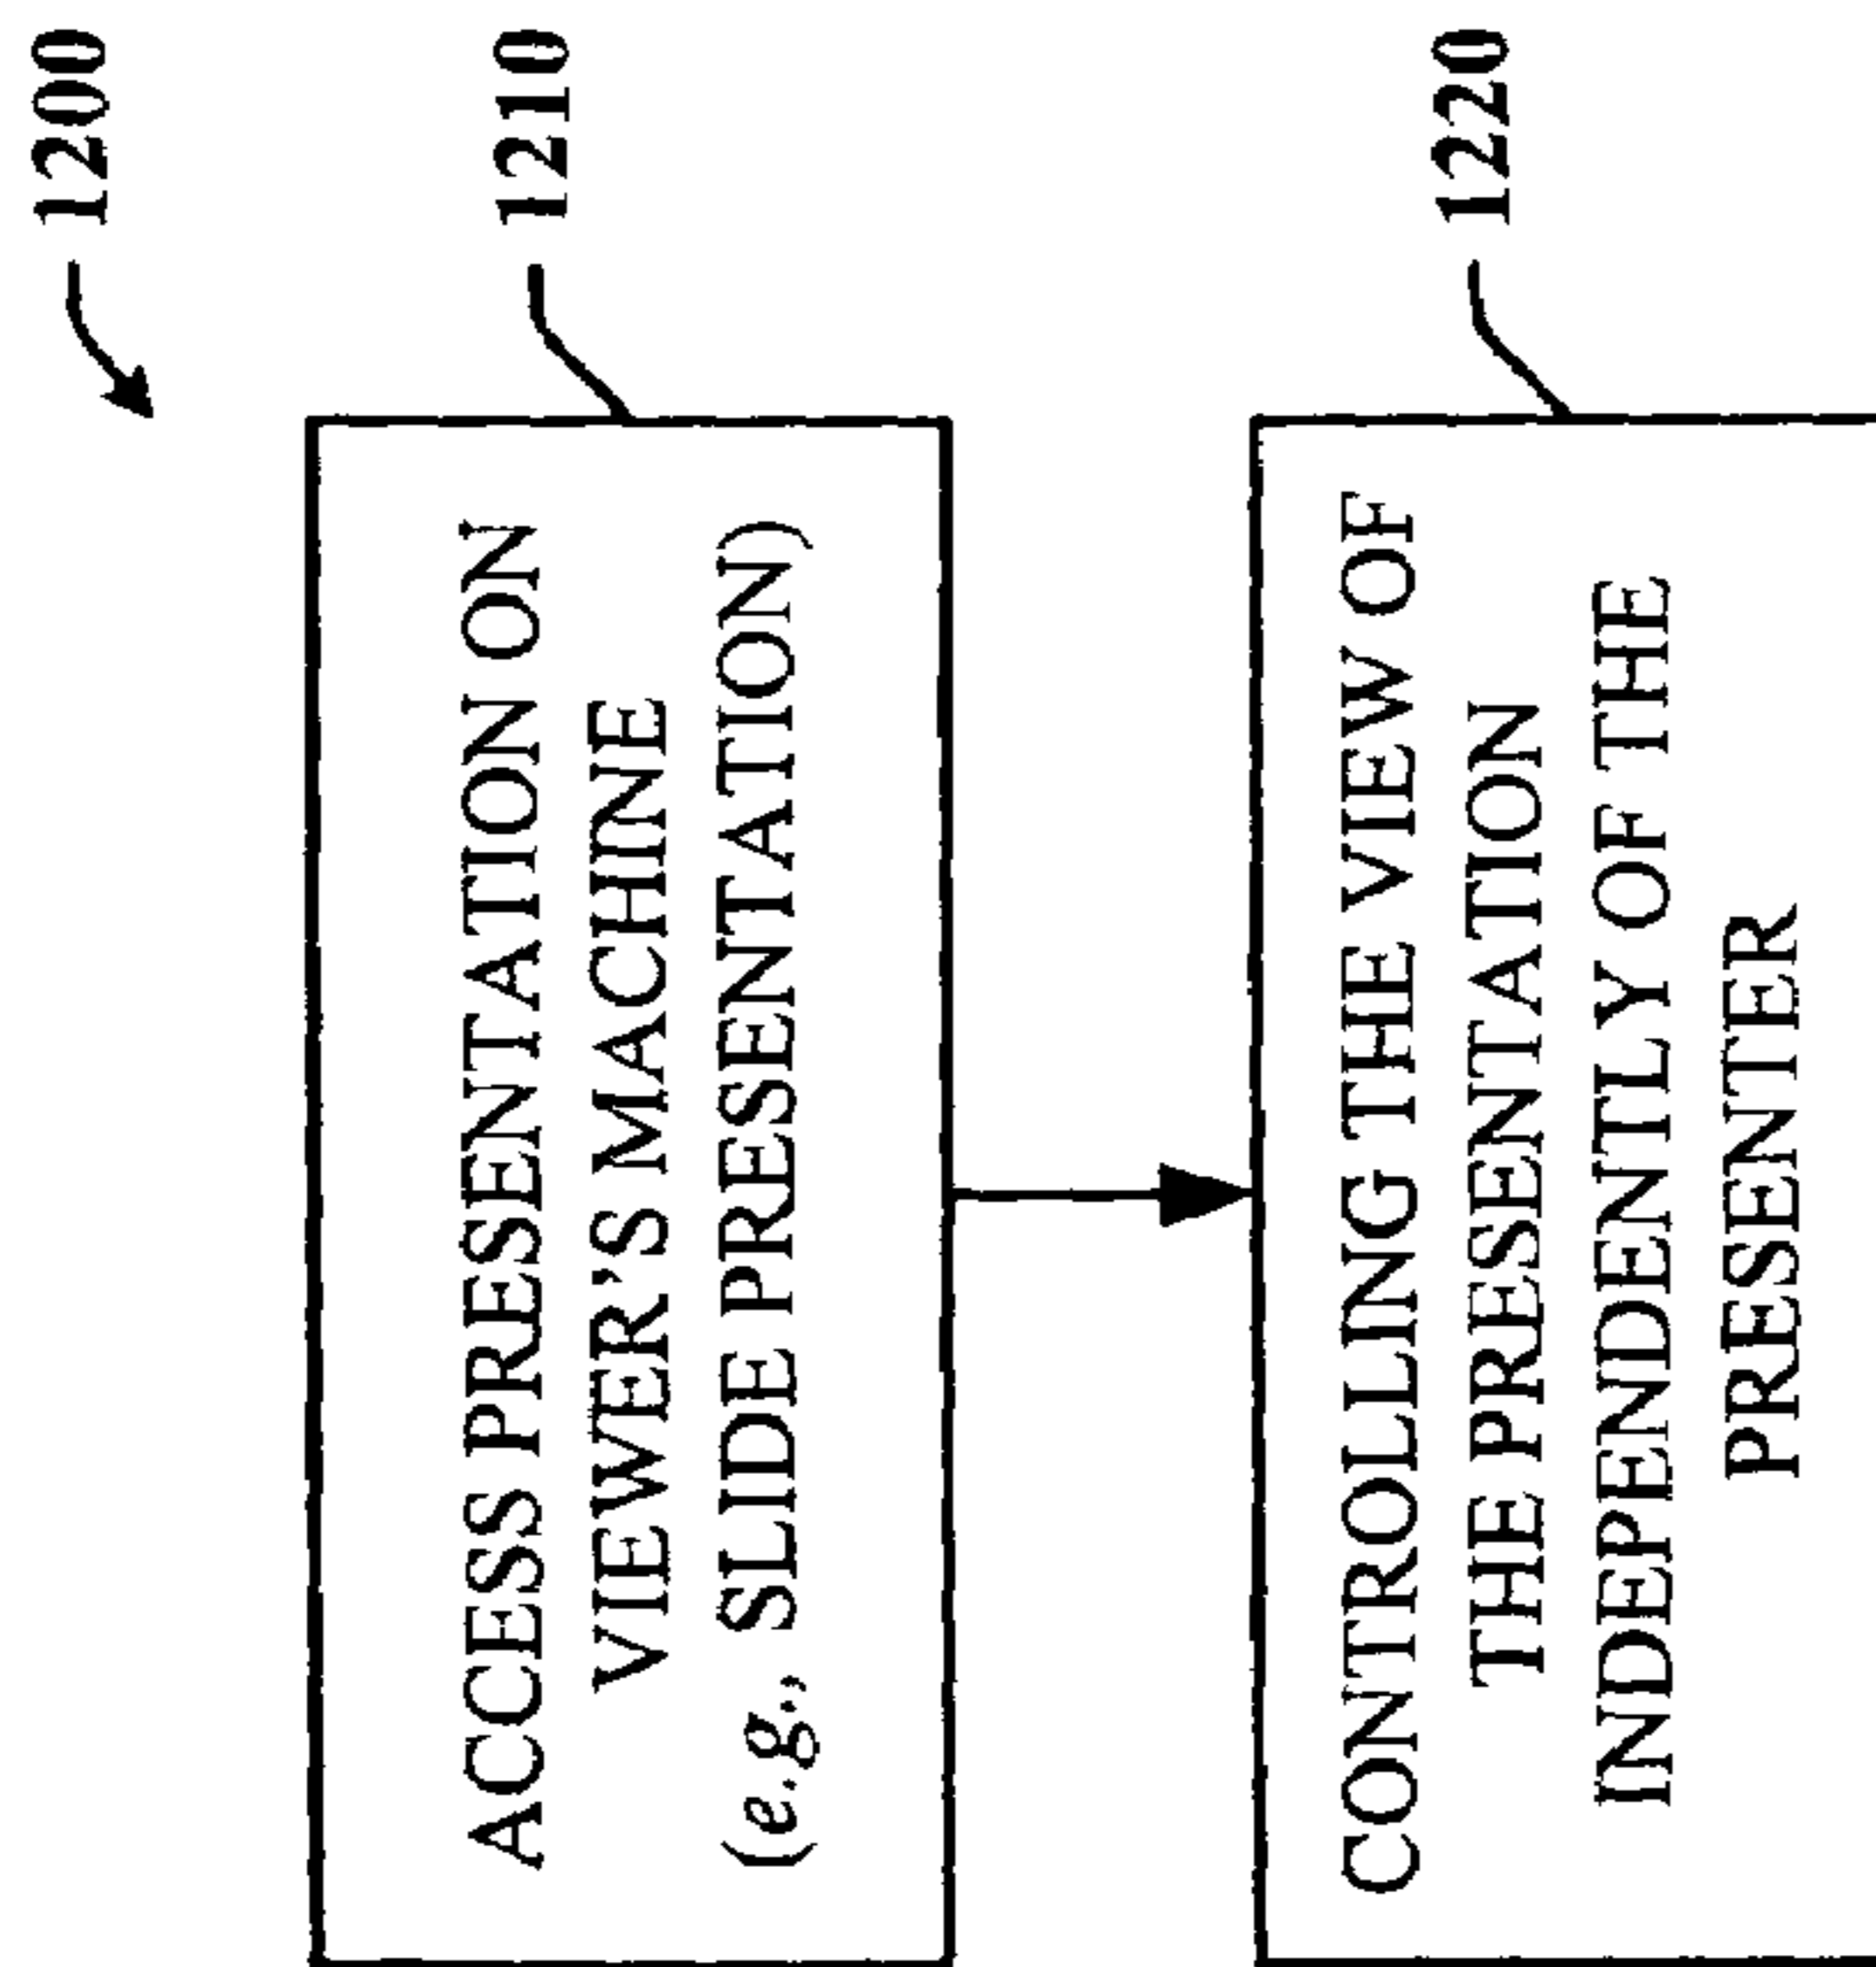 1200
ACCESS PRESENTATION ON
VIEWER'S MACHINE
(e.g., SLIDE PRESENTATION)
1210
CONTROLLING THE VIEW OF
THE PRESENTATION
INDEPENDENTLY OF THE
PRESENTER
1220